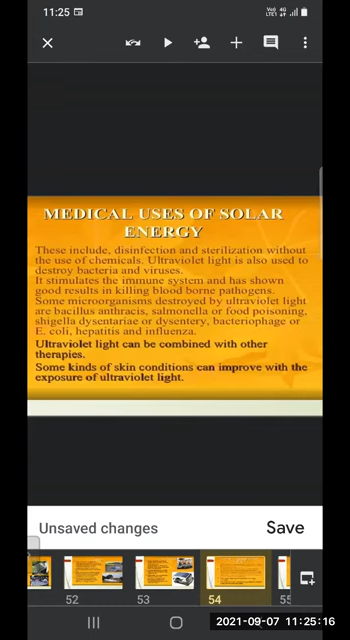 11:25
Vo) 4G
LTE1
MEDICAL USES OF SOLAR
ENERGY
These include, disinfection and sterilization without
the use of chemicals. Ultraviolet light is also used to
destroy bacteria and viruses.
It stimulates the immune system and has shown
good results in killing blood borne pathogens.
Some microorganisms destroyed by ultraviolet light
are bacillus anthracis, salmonella or food poisoning,
shigella dysentariae or dysentery, bacteriophage or
E. coli, hepatitis and influenza.
Ultraviolet light can be combined with other
therapies.
Some kinds of skin conditions can improve with the
exposure of ultraviolet light.
Unsaved changes
Save
52
53
54
55
2021-09-07 11:25:16